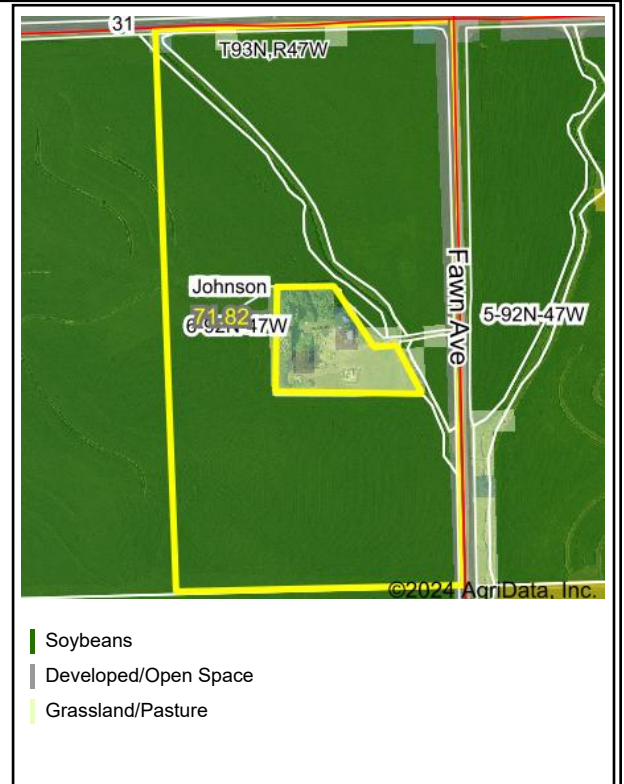 31
T93N,R47W
Johnson
71.82
6-92N-47W
Fawn Ave
5-92N-47W
©2024 AgriData, Inc.
Soybeans
Developed/Open Space
Grassland/Pasture